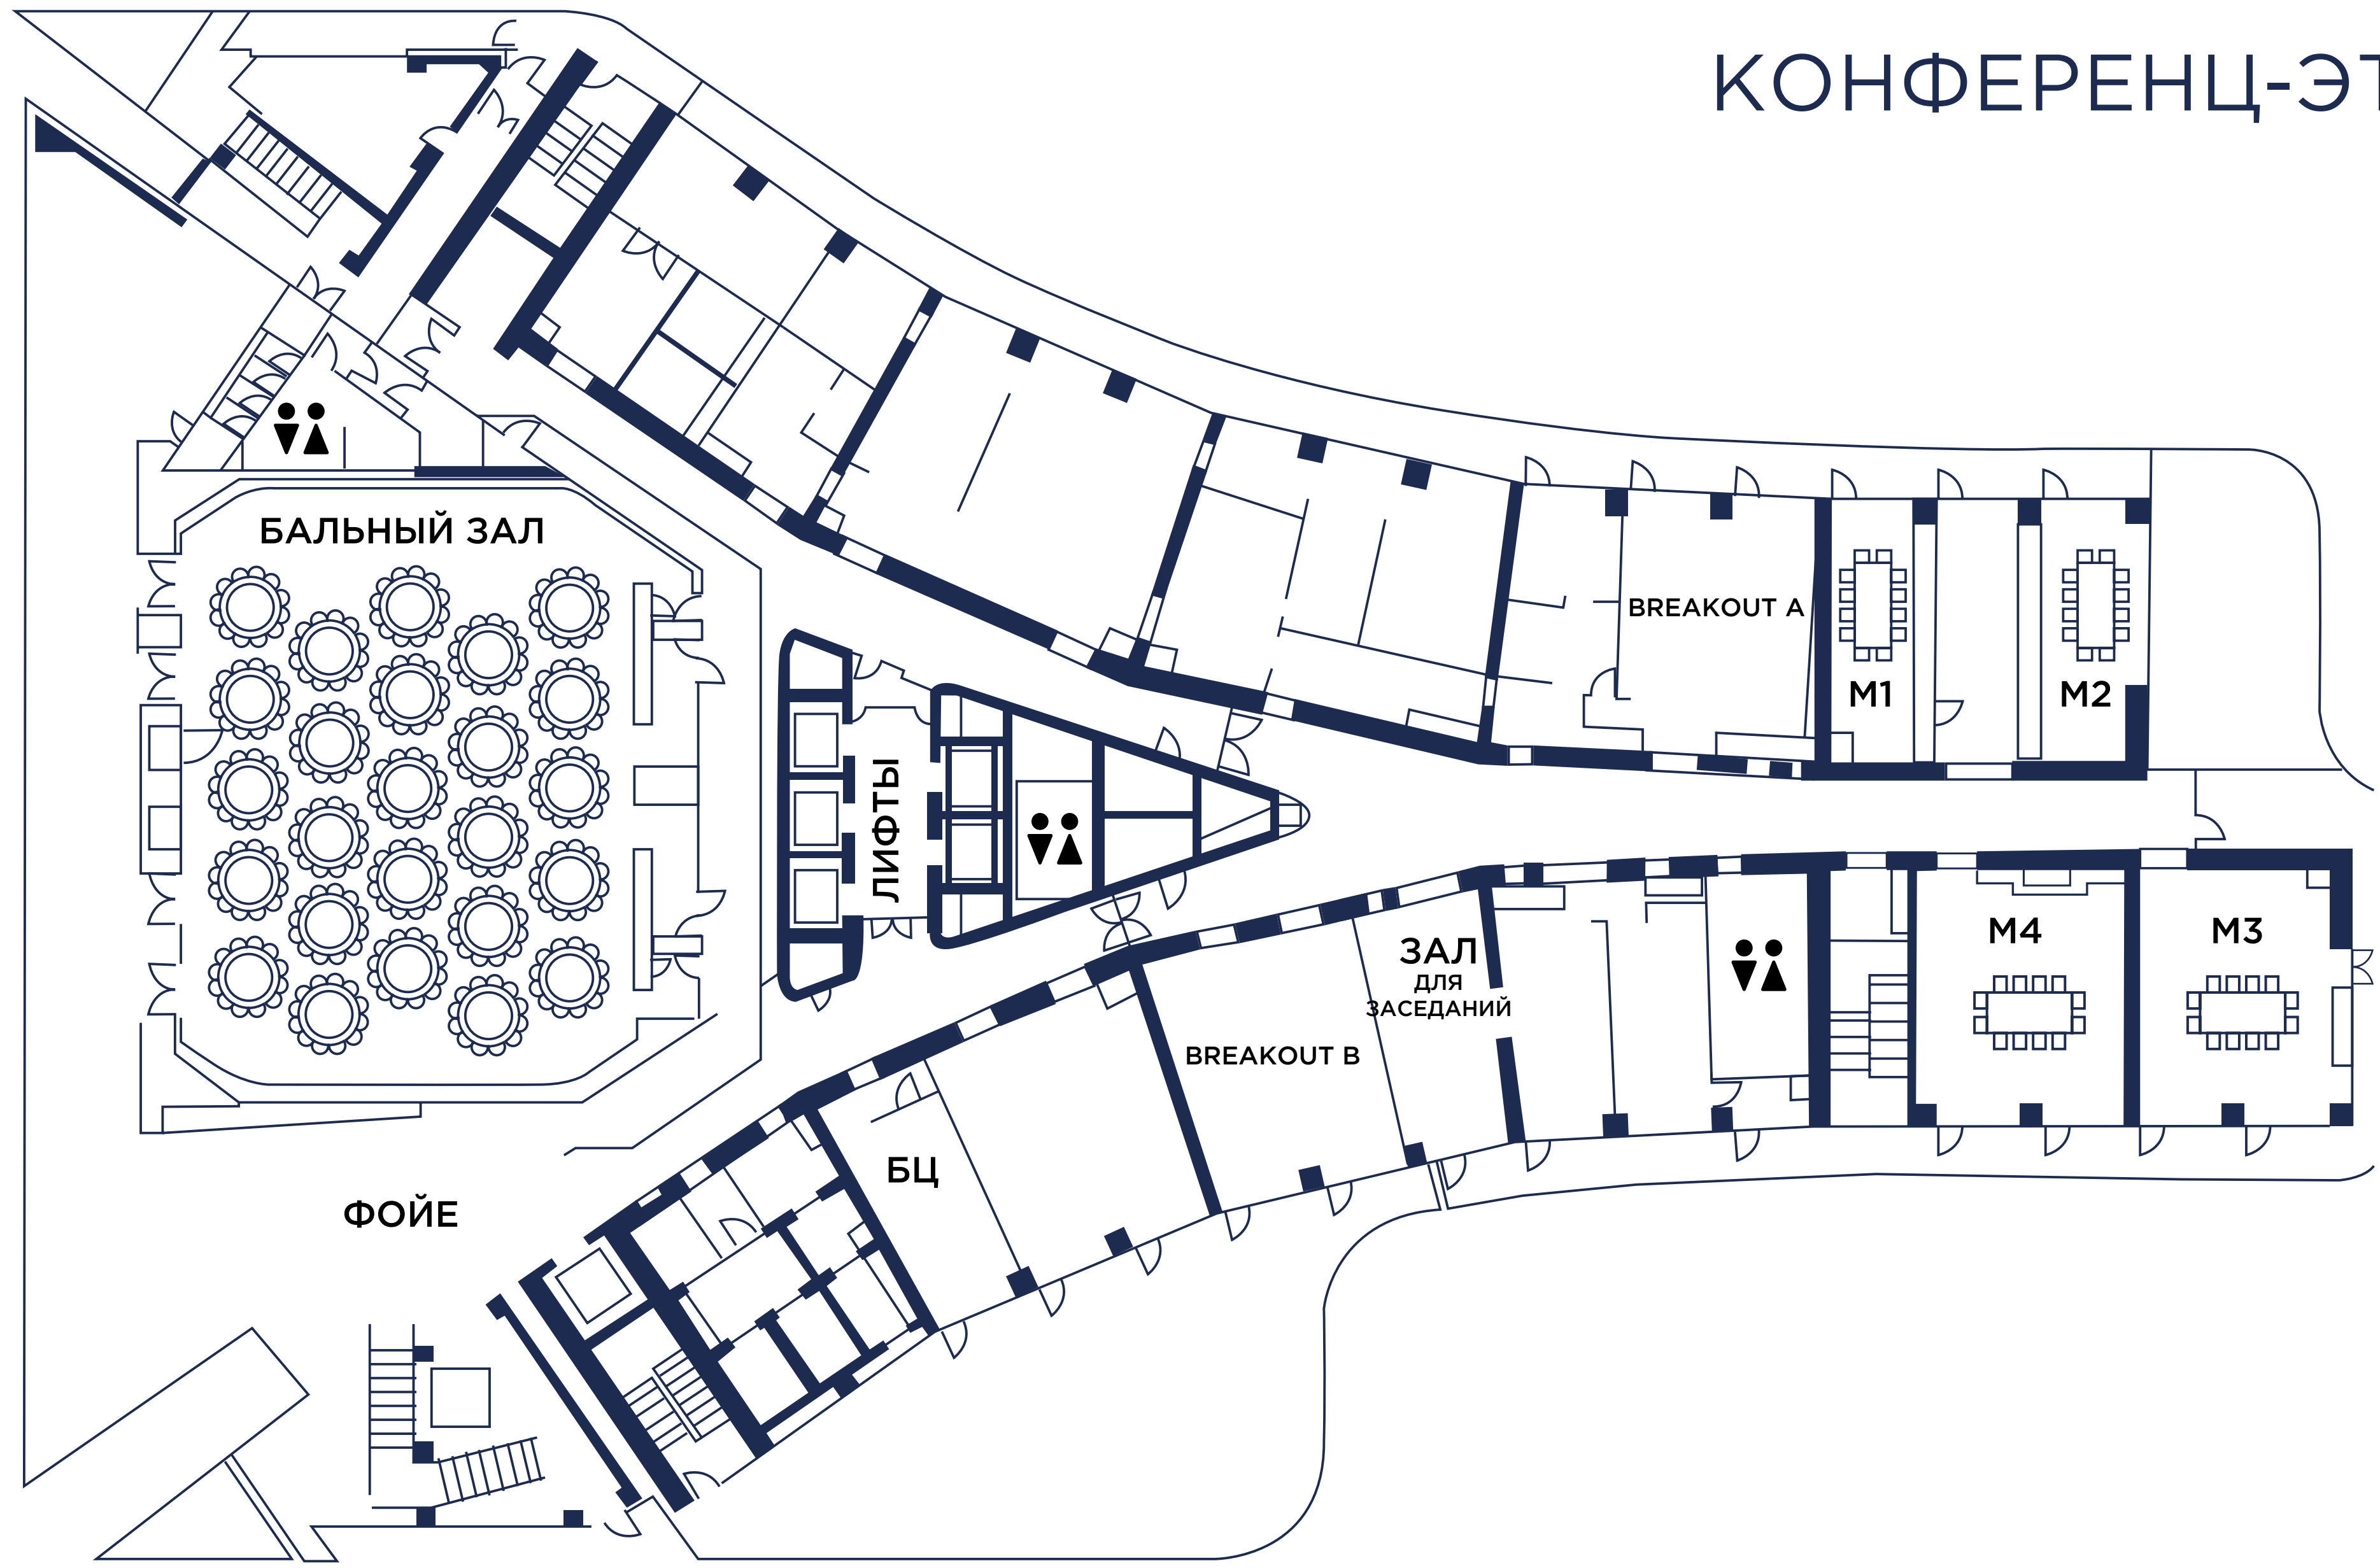 КОНФЕРЕНЦ-ЭТ
БАЛЬНЫЙ ЗАЛ
BREAKOUT A
M1
M2
ЛИФТЫ
M4
M3
ЗАЛ
ДЛЯ
ЗАСЕДАНИЙ
BREAKOUT B
БЦ
ФОЙЕ